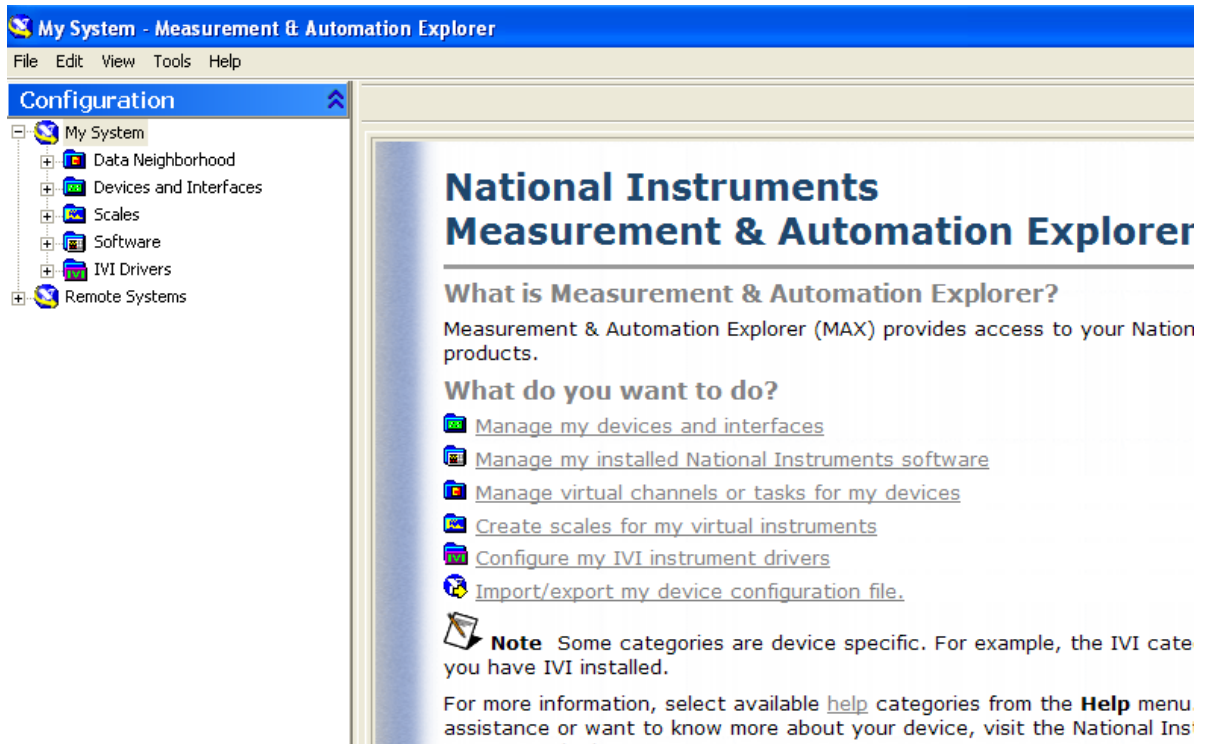 My System - Measurement & Automation Explorer
File Edit View Tools Help
Configuration
My System
Data Neighborhood
Devices and Interfaces
Scales
Software
IVI Drivers
Remote Systems
National Instruments
Measurement & Automation Explorer
What is Measurement & Automation Explorer?
Measurement & Automation Explorer (MAX) provides access to your Nation
products.
What do you want to do?
Manage my devices and interfaces
Manage my installed National Instruments software
Manage virtual channels or tasks for my devices
Create scales for my virtual instruments
Configure my IVI instrument drivers
Import/export my device configuration file.
Note Some categories are device specific. For example, the IVI cate
you have IVI installed.
For more information, select available help categories from the Help menu.
assistance or want to know more about your device, visit the National Ins